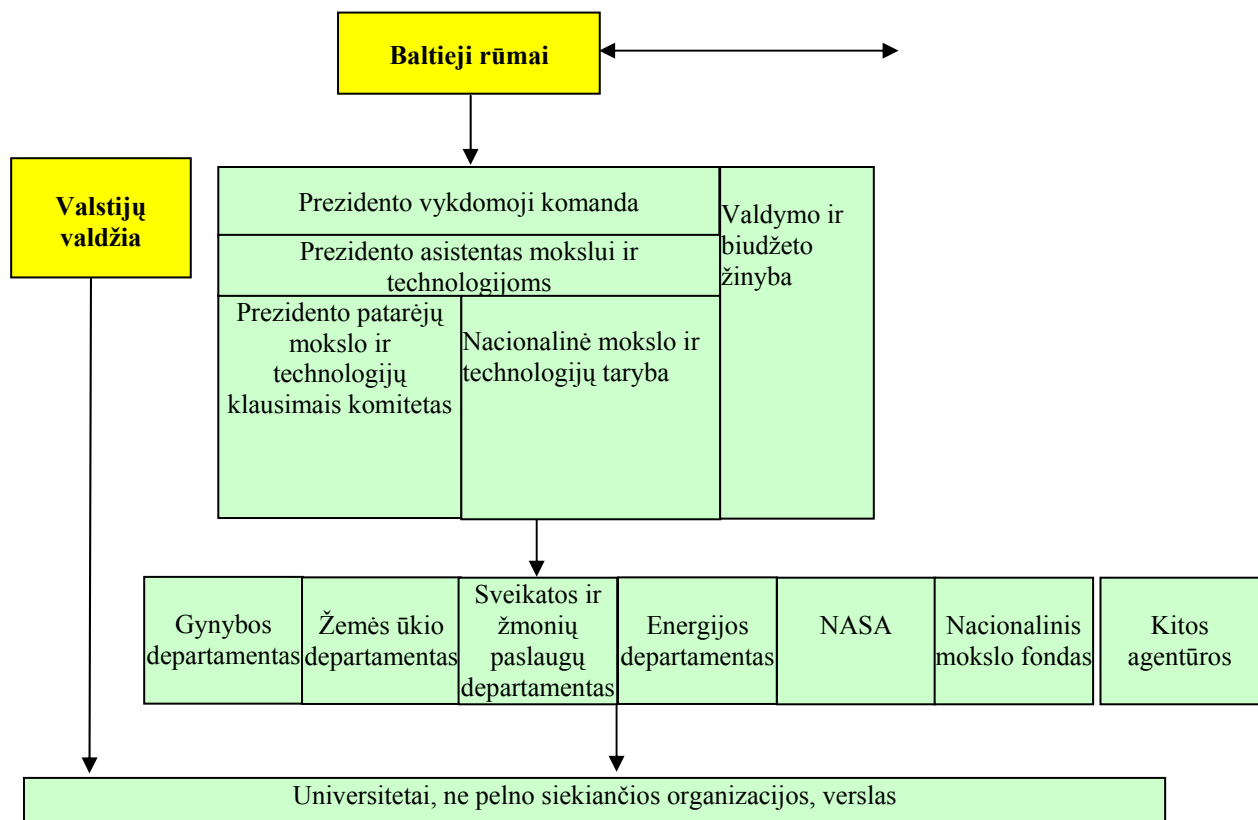 Baltieji rūmai
Valstijų
valdžia
Prezidento vykdomoji komanda
Valdymo ir
biudžeto
žinyba
Prezidento asistentas mokslui ir
technologijoms
Prezidento patarėjų
mokslo ir
technologijų
klausimais komitetas
Nacionalinė mokslo ir
technologijų taryba
Gynybos
departamentas
Žemės ūkio
departamentas
Sveikatos ir
žmonių
paslaugų
departamentas
Energijos
departamentas
NASA
Nacionalinis
mokslo fondas
Kitos
agentūros
Universitetai, ne pelno siekiančios organizacijos, verslas